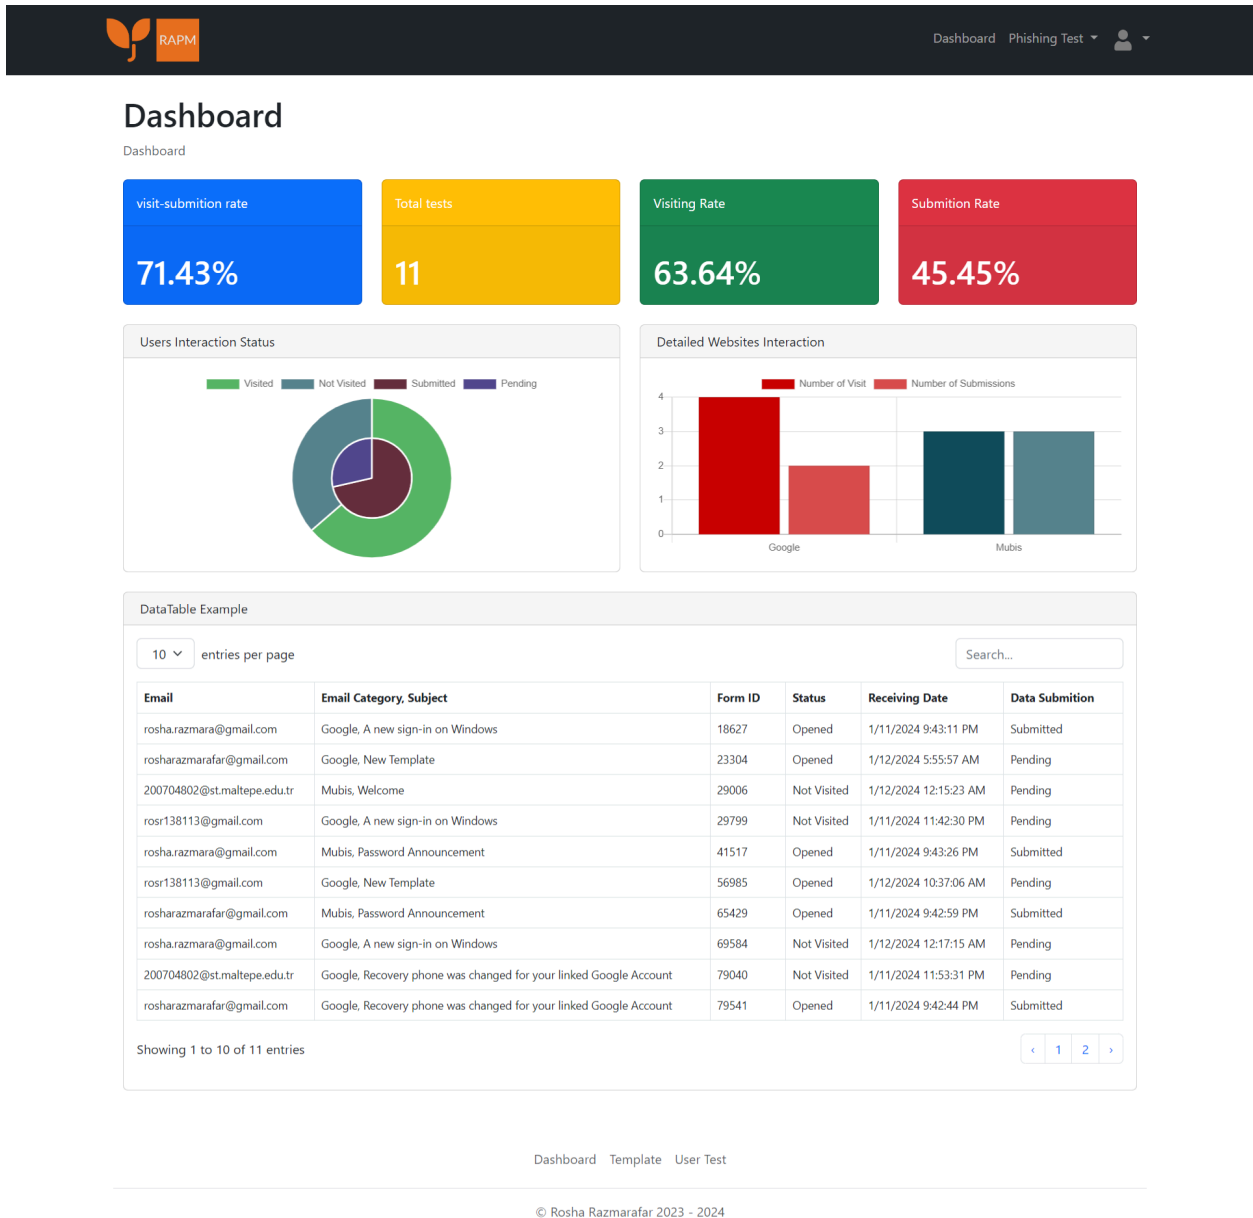 RAPM
Dashboard Phishing Test
Dashboard
Dashboard
visit-submition rate Total tests Visiting Rate Submition Rate
71.43% 11 63.64% 45.45%
Users Interaction Status Detailed Websites Interaction
Visited Not Visited Submitted Pending
Number of Visit Number of Submissions
4
3
2
1
0
Google Mubis
DataTable Example
10 entries per page Search...
Email Email Category, Subject Form ID Status Receiving Date Data Submition
rosha.razmara@gmail.com Google, A new sign-in on Windows 18627 Opened 1/11/2024 9:43:11 PM Submitted
rosharazmarafar@gmail.com Google, New Template 23304 Opened 1/12/2024 5:55:57 AM Pending
200704802@st.maltepe.edu.tr Mubis, Welcome 29006 Not Visited 1/12/2024 12:15:23 AM Pending
rosr138113@gmail.com Google, A new sign-in on Windows 29799 Not Visited 1/11/2024 11:42:30 PM Pending
rosha.razmara@gmail.com Mubis, Password Announcement 41517 Opened 1/11/2024 9:43:26 PM Submitted
rosr138113@gmail.com Google, New Template 56985 Opened 1/12/2024 10:37:06 AM Pending
rosharazmarafar@gmail.com Mubis, Password Announcement 65429 Opened 1/11/2024 9:42:59 PM Submitted
rosha.razmara@gmail.com Google, A new sign-in on Windows 69584 Not Visited 1/12/2024 12:17:15 AM Pending
200704802@st.maltepe.edu.tr Google, Recovery phone was changed for your linked Google Account 79040 Not Visited 1/11/2024 11:53:31 PM Pending
rosharazmarafar@gmail.com Google, Recovery phone was changed for your linked Google Account 79541 Opened 1/11/2024 9:42:44 PM Submitted
Showing 1 to 10 of 11 entries ‹ 1 2 ›
Dashboard Template User Test
© Rosha Razmarafar 2023 - 2024